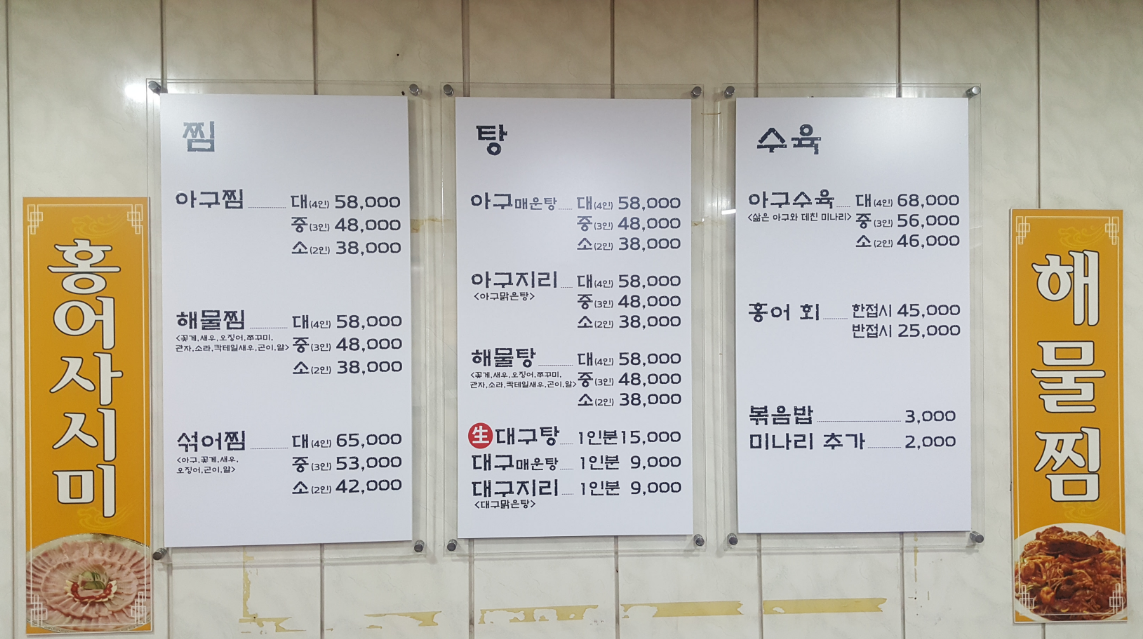 홍어사시미
찜
아구찜 대(4인) 58,000
중(3인) 48,000
소(2인) 38,000
해물찜 대(4인) 58,000
<꽃게,새우,오징어,쭈꾸미, 
곤자,소라,칵테일새우,곤이,알> 중(3인) 48,000
소(2인) 38,000
섞어찜 대(4인) 65,000
<아구,꽃게,새우,
오징어,곤이,알> 중(3인) 53,000
소(2인) 42,000
탕
아구매운탕 대(4인) 58,000
중(3인) 48,000
소(2인) 38,000
아구지리 대(4인) 58,000
<아구맑은탕> 중(3인) 48,000
소(2인) 38,000
해물탕 대(4인) 58,000
<꽃게,새우,오징어,쭈꾸미,
곤자,소라,칵테일새우,곤이,알> 중(3인) 48,000
소(2인) 38,000
生대구탕 1인분 15,000
대구매운탕 1인분 9,000
대구지리 1인분 9,000
<대구맑은탕>
수육
아구수육 대(4인) 68,000
<삶은 아구와 데친 미나리> 중(3인) 56,000
소(2인) 46,000
홍어 회 한접시 45,000
반접시 25,000
볶음밥 3,000
미나리 추가 2,000
해물찜